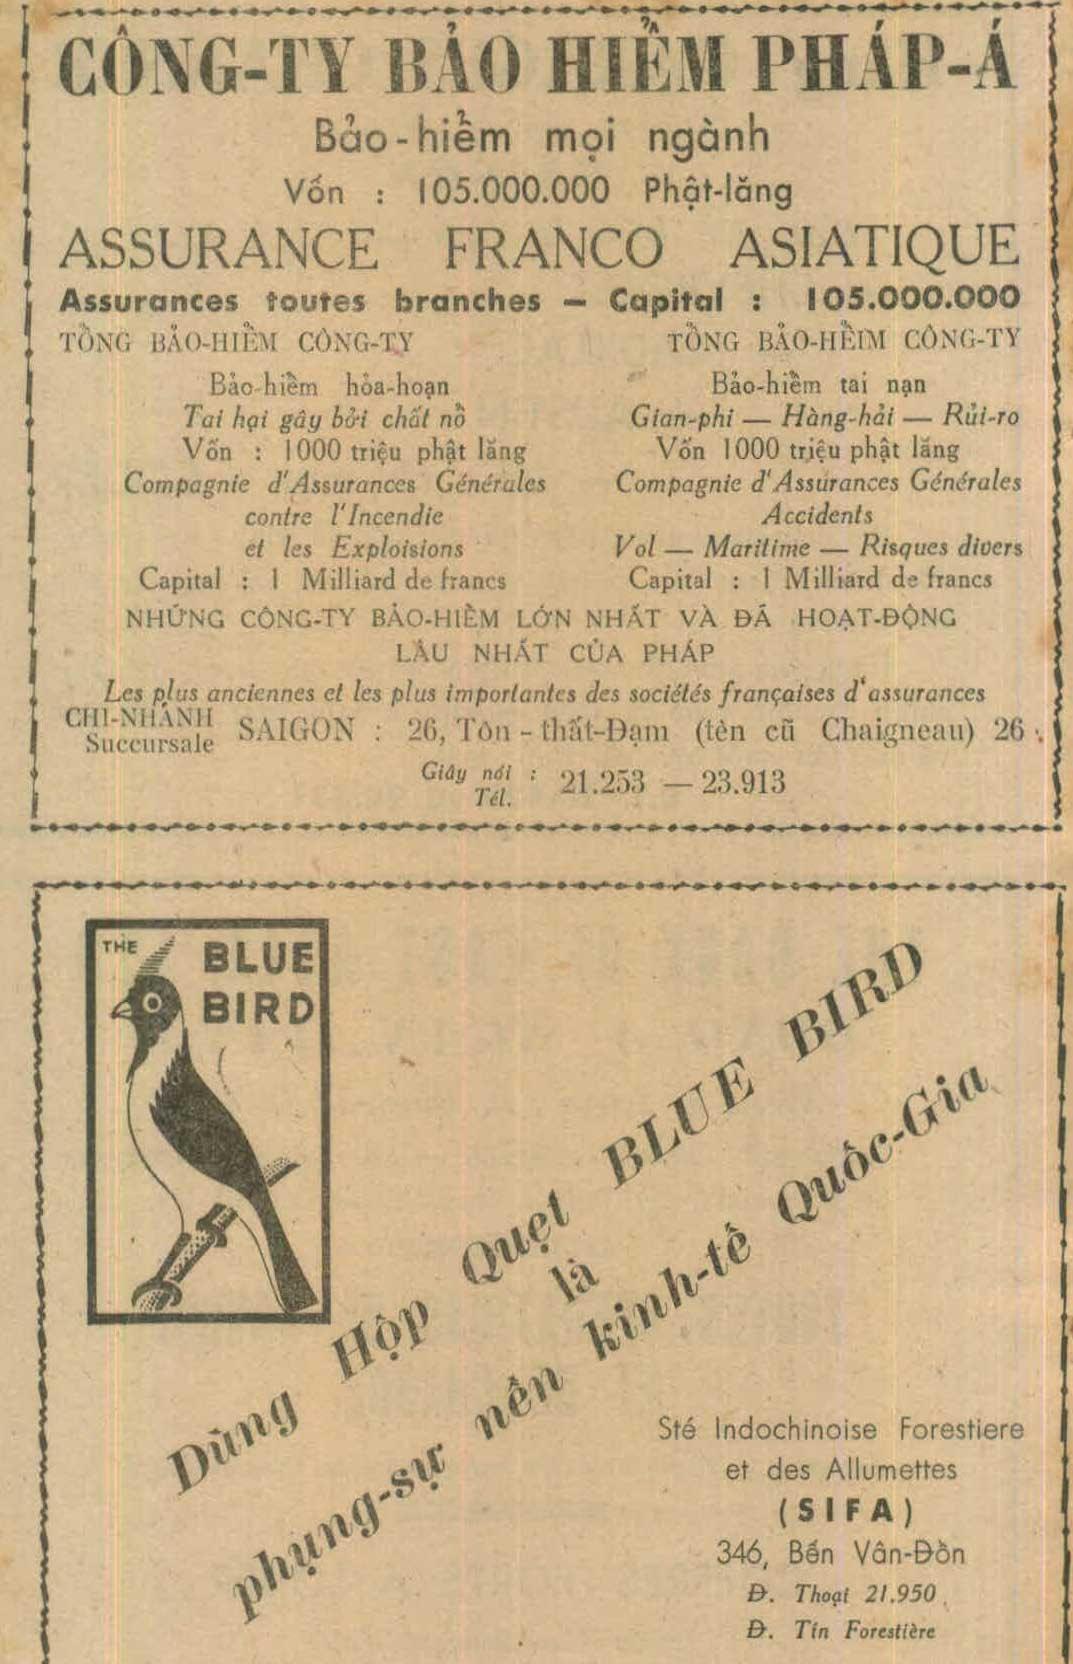 CÔNG-TY BẢO HIỂM PHÁP-Á
Bảo-hiểm mọi ngành
Vốn : 105.000.000 Phật-lăng
ASSURANCE FRANCO ASIATIQUE
Assurances toutes branches — Capital : 105.000.000
TỔNG BẢO-HIỂM CÔNG-TY
Bảo-hiểm hỏa-hoạn
Tai hại gây bởi chất nổ
Vốn : 1000 triệu phật lăng
Compagnie d'Assurances Générales
contre l'Incendie
et les Exploisions
Capital : 1 Milliard de francs
TỔNG BẢO-HỂIM CÔNG-TY
Bảo-hiểm tai nạn
Gian-phi — Hàng-hải — Rủi-ro
Vốn 1000 triệu phật lăng
Compagnie d'Assurances Générales
Accidents
Vol — Maritime — Risques divers
Capital : 1 Milliard de francs
NHỮNG CÔNG-TY BẢO-HIỂM LỚN NHẤT VÀ ĐÃ HOẠT-ĐỘNG
LÂU NHẤT CỦA PHÁP
Les plus anciennes et les plus importantes des sociétés françaises d'assurances
CHI-NHÁNH
Succursale
SAIGON : 26, Tôn-thất-Đạm (tên cũ Chaigneau) 26
Giây nói :
Tél.
21.253 — 23.913
THE BLUE
BIRD
Dùng Hộp Quẹt BLUE BIRD
là
phụng-sự nền kinh-tế Quốc-Gia
Sté Indochinoise Forestiere
et des Allumettes
(SIFA)
346, Bến Vân-Đồn
Đ. Thoại 21.950
Đ. Tín Forestière